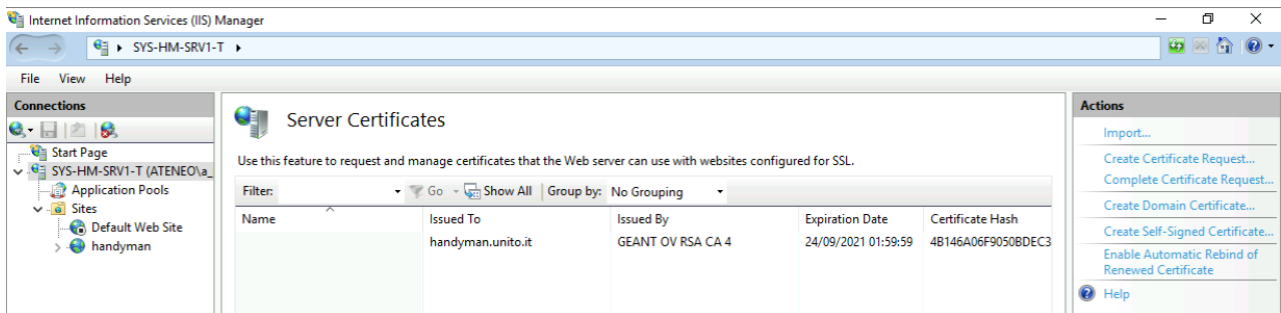 Internet Information Services (IIS) Manager
SYS-HM-SRV1-T
File View Help
Connections
Start Page
SYS-HM-SRV1-T (ATENEO\a_
Application Pools
Sites
Default Web Site
handyman
Server Certificates
Use this feature to request and manage certificates that the Web server can use with websites configured for SSL.
Filter: Go Show All Group by: No Grouping
Name Issued To Issued By Expiration Date Certificate Hash
handyman.unito.it GEANT OV RSA CA 4 24/09/2021 01:59:59 4B146A06F9050BDEC3
Actions
Import...
Create Certificate Request...
Complete Certificate Request...
Create Domain Certificate...
Create Self-Signed Certificate...
Enable Automatic Rebind of
Renewed Certificate
Help